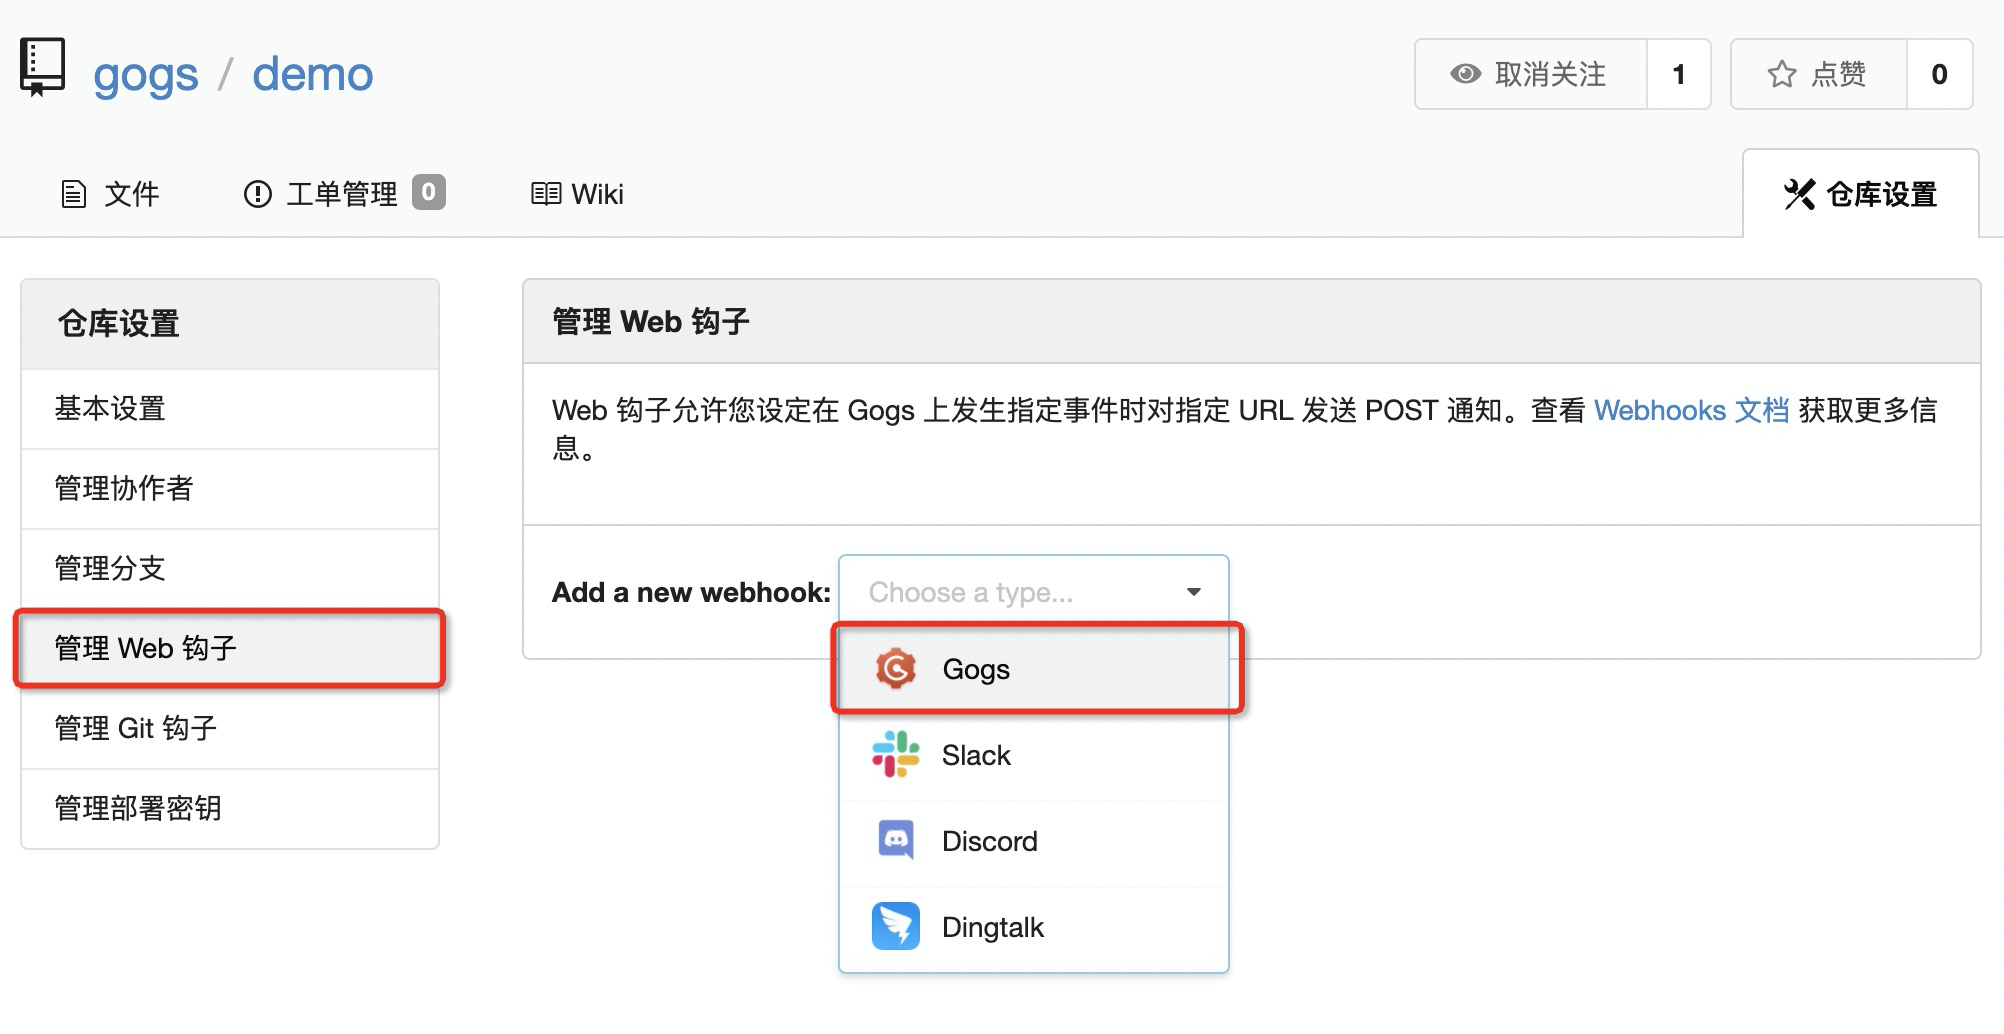 gogs / demo
取消关注 1
点赞 0
文件
工单管理 0
Wiki
仓库设置
仓库设置
基本设置
管理协作者
管理分支
管理 Web 钩子
管理 Git 钩子
管理部署密钥
管理 Web 钩子
Web 钩子允许您设定在 Gogs 上发生指定事件时对指定 URL 发送 POST 通知。查看 Webhooks 文档 获取更多信
息。
Add a new webhook: Choose a type...
Gogs
Slack
Discord
Dingtalk